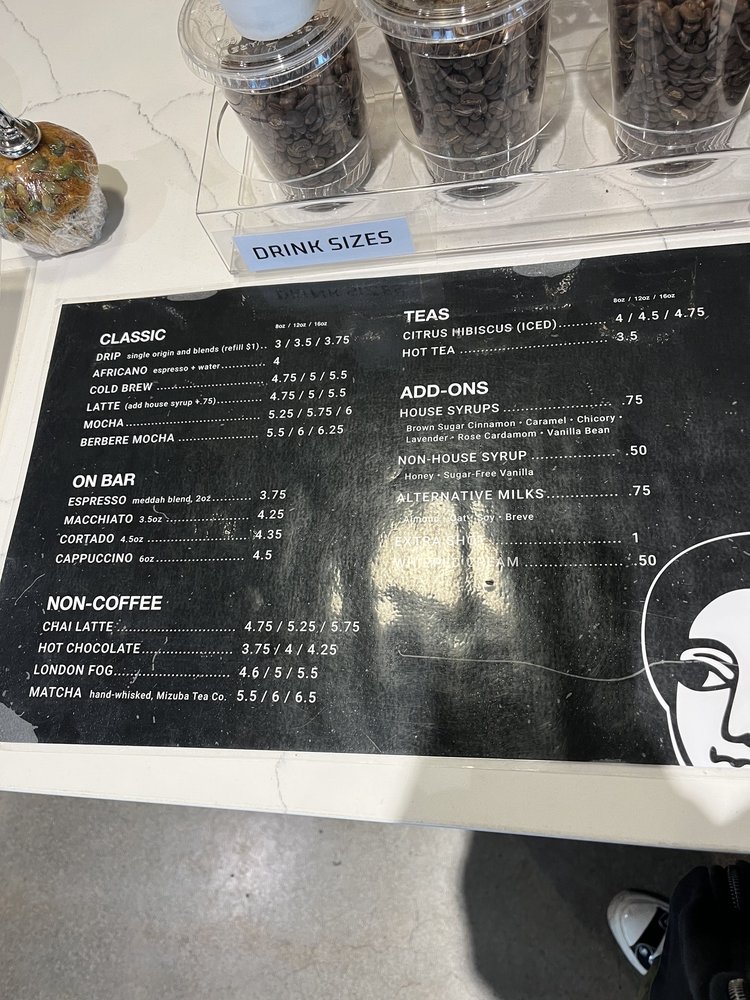 DRINK SIZES
CLASSIC 8oz / 12oz / 16oz
DRIP single origin and blends (refill $1).. 3 / 3.5 / 3.75
AFRICANO espresso + water 4
COLD BREW 4.75 / 5 / 5.5
LATTE (add house syrup +.75) 4.75 / 5 / 5.5
MOCHA 5.25 / 5.75 / 6
BERBERE MOCHA 5.5 / 6 / 6.25
ON BAR
ESPRESSO meddah blend, 2oz 3.75
MACCHIATO 3.5oz 4.25
CORTADO 4.5oz 4.35
CAPPUCCINO 6oz 4.5
NON-COFFEE
CHAI LATTE 4.75 / 5.25 / 5.75
HOT CHOCOLATE 3.75 / 4 / 4.25
LONDON FOG 4.6 / 5 / 5.5
MATCHA hand-whisked, Mizuba Tea Co. 5.5 / 6 / 6.5
TEAS 8oz / 12oz / 16oz
CITRUS HIBISCUS (ICED) 4 / 4.5 / 4.75
HOT TEA 3.5
ADD-ONS
HOUSE SYRUPS .75
Brown Sugar Cinnamon • Caramel • Chicory •
Lavender • Rose Cardamom • Vanilla Bean
NON-HOUSE SYRUP .50
Honey • Sugar-Free Vanilla
ALTERNATIVE MILKS .75
Almond • Oat • Soy • Breve
EXTRA SHOT 1
WHIPPED CREAM .50